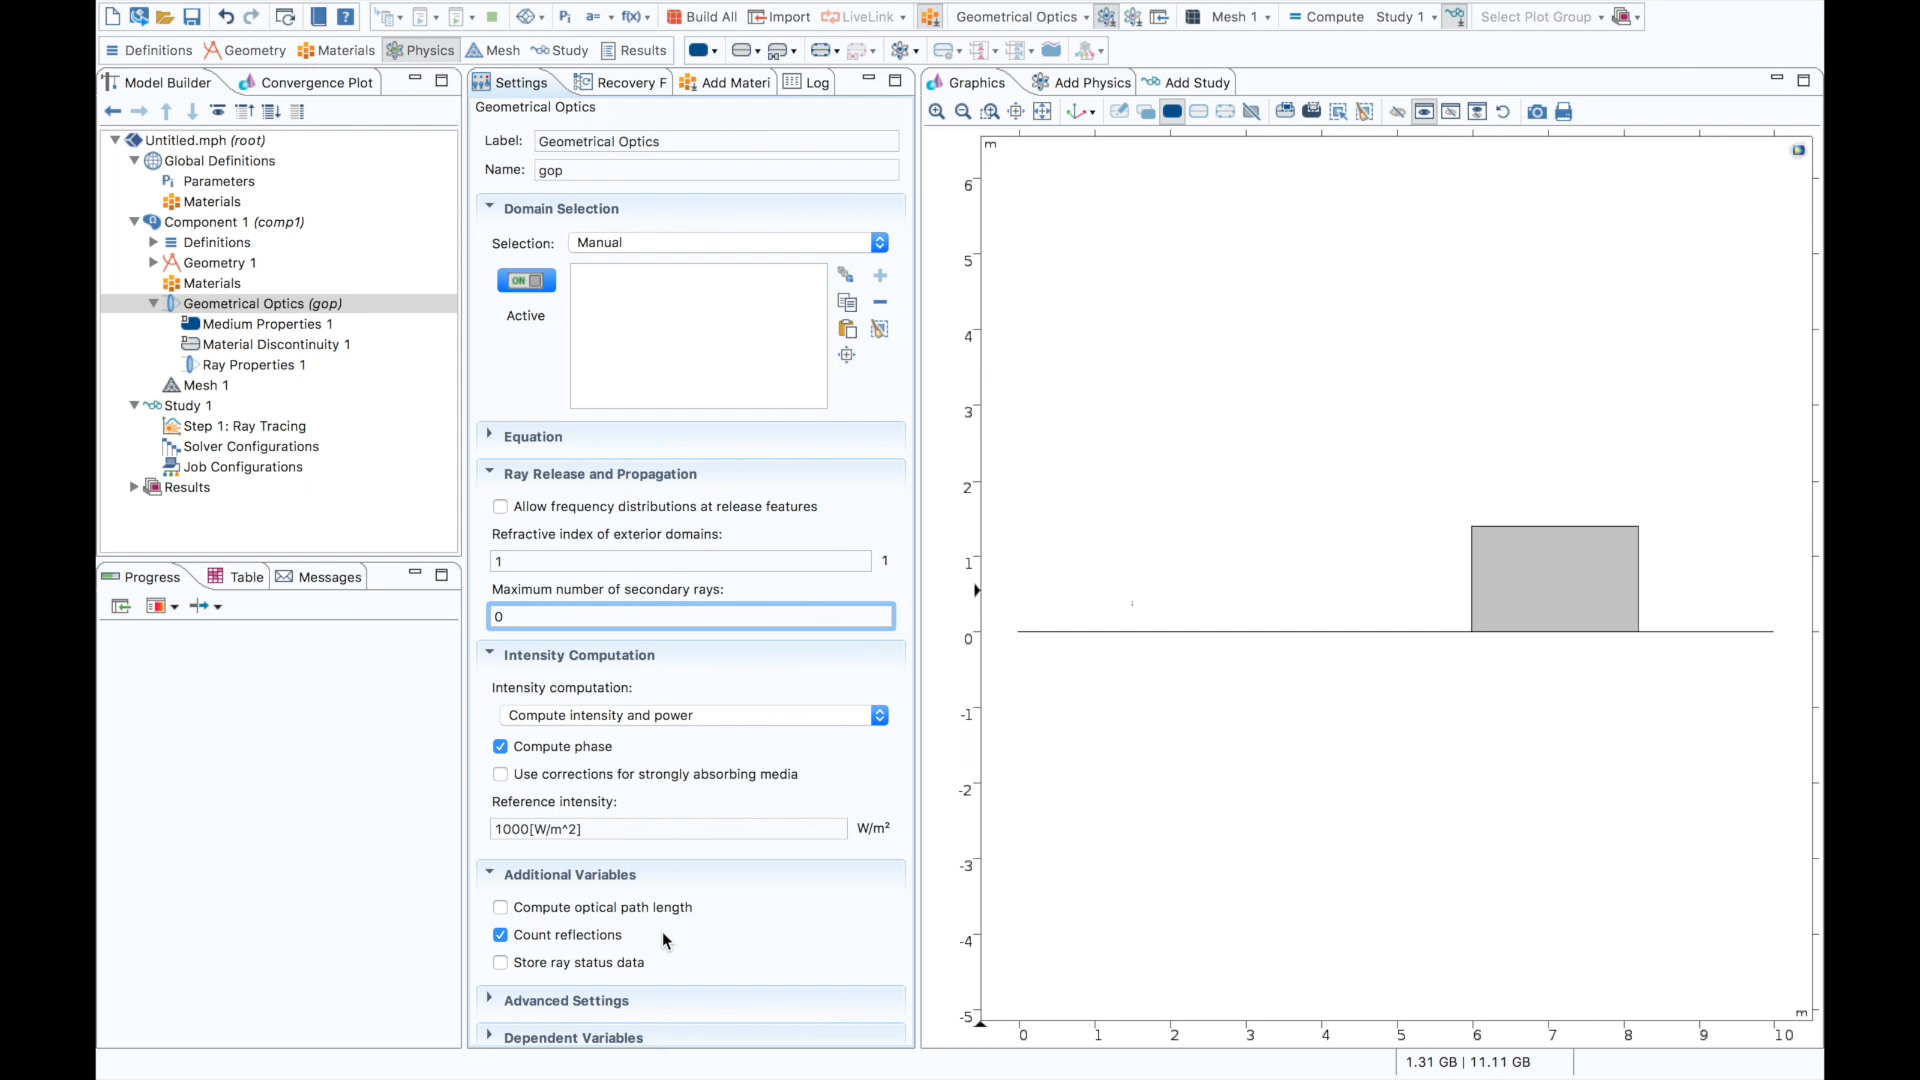 Pi
a=
f(x)
Build All
Import
LiveLink
Geometrical Optics
Mesh 1
= Compute
Study 1
Select Plot Group
Definitions
Geometry
Materials
Physics
Mesh
Study
Results
Model Builder
Convergence Plot
Untitled.mph (root)
Global Definitions
Pi Parameters
Materials
Component 1 (comp1)
Definitions
Geometry 1
Materials
Geometrical Optics (gop)
Medium Properties 1
Material Discontinuity 1
Ray Properties 1
Mesh 1
Study 1
Step 1: Ray Tracing
Solver Configurations
Job Configurations
Results
Progress
Table
Messages
Settings
Recovery F
Add Materi
Log
Geometrical Optics
Label: Geometrical Optics
Name: gop
Domain Selection
Selection: Manual
ON
Active
Equation
Ray Release and Propagation
Allow frequency distributions at release features
Refractive index of exterior domains:
1 1
Maximum number of secondary rays:
0
Intensity Computation
Intensity computation:
Compute intensity and power
Compute phase
Use corrections for strongly absorbing media
Reference intensity:
1000[W/m^2] W/m²
Additional Variables
Compute optical path length
Count reflections
Store ray status data
Advanced Settings
Dependent Variables
Graphics
Add Physics
Add Study
m
6
5
4
3
2
1
0
-1
-2
-3
-4
-5
m
0 1 2 3 4 5 6 7 8 9 10
1.31 GB | 11.11 GB